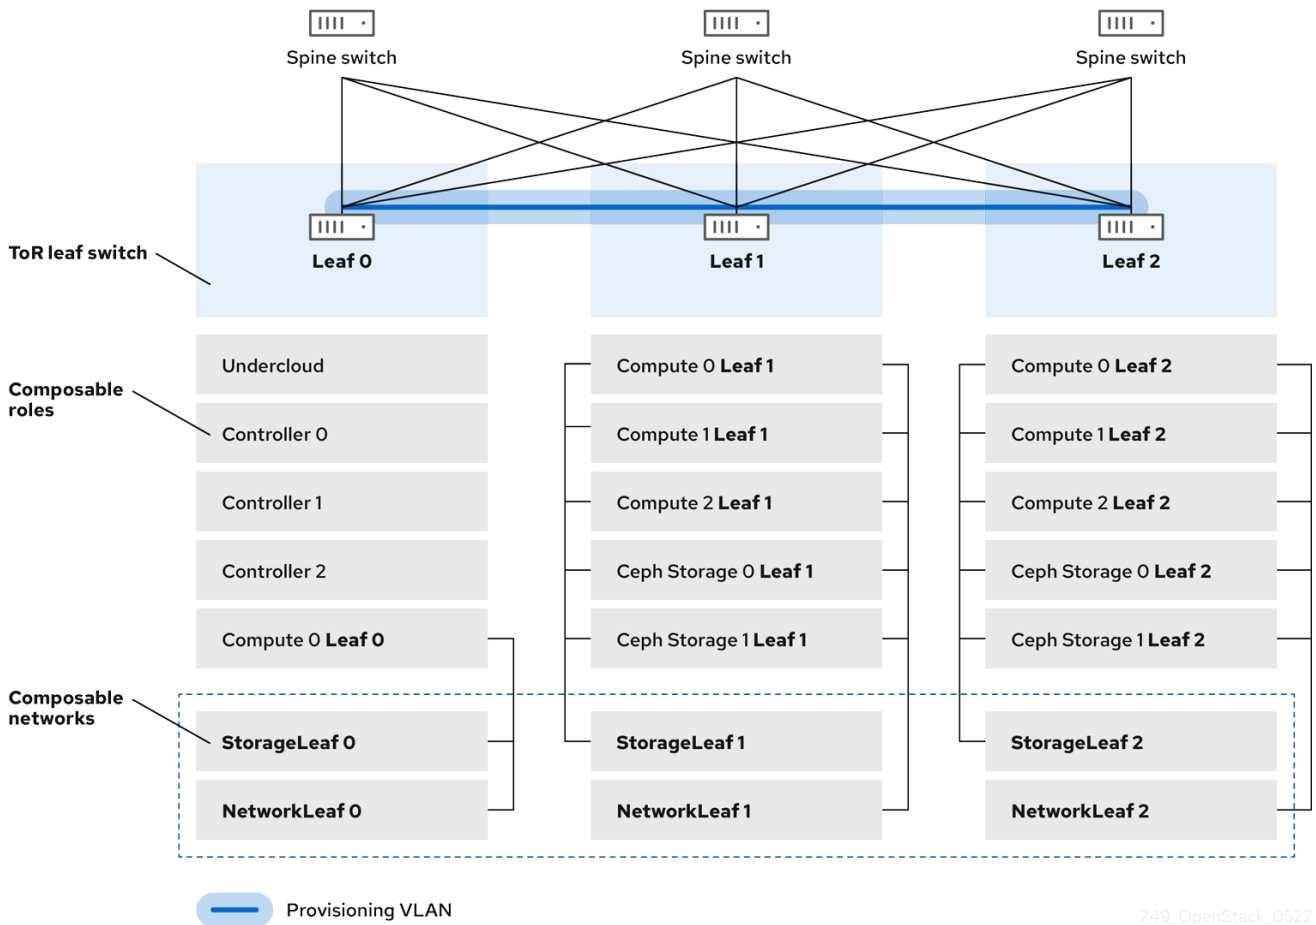 Spine switch
Spine switch
Spine switch
ToR leaf switch
Leaf 0
Leaf 1
Leaf 2
Composable
roles
Undercloud
Controller 0
Controller 1
Controller 2
Compute 0 Leaf 0
Compute 0 Leaf 1
Compute 1 Leaf 1
Compute 2 Leaf 1
Ceph Storage 0 Leaf 1
Ceph Storage 1 Leaf 1
Compute 0 Leaf 2
Compute 1 Leaf 2
Compute 2 Leaf 2
Ceph Storage 0 Leaf 2
Ceph Storage 1 Leaf 2
Composable
networks
StorageLeaf 0
NetworkLeaf 0
StorageLeaf 1
NetworkLeaf 1
StorageLeaf 2
NetworkLeaf 2
Provisioning VLAN
249_OpenStack_0522